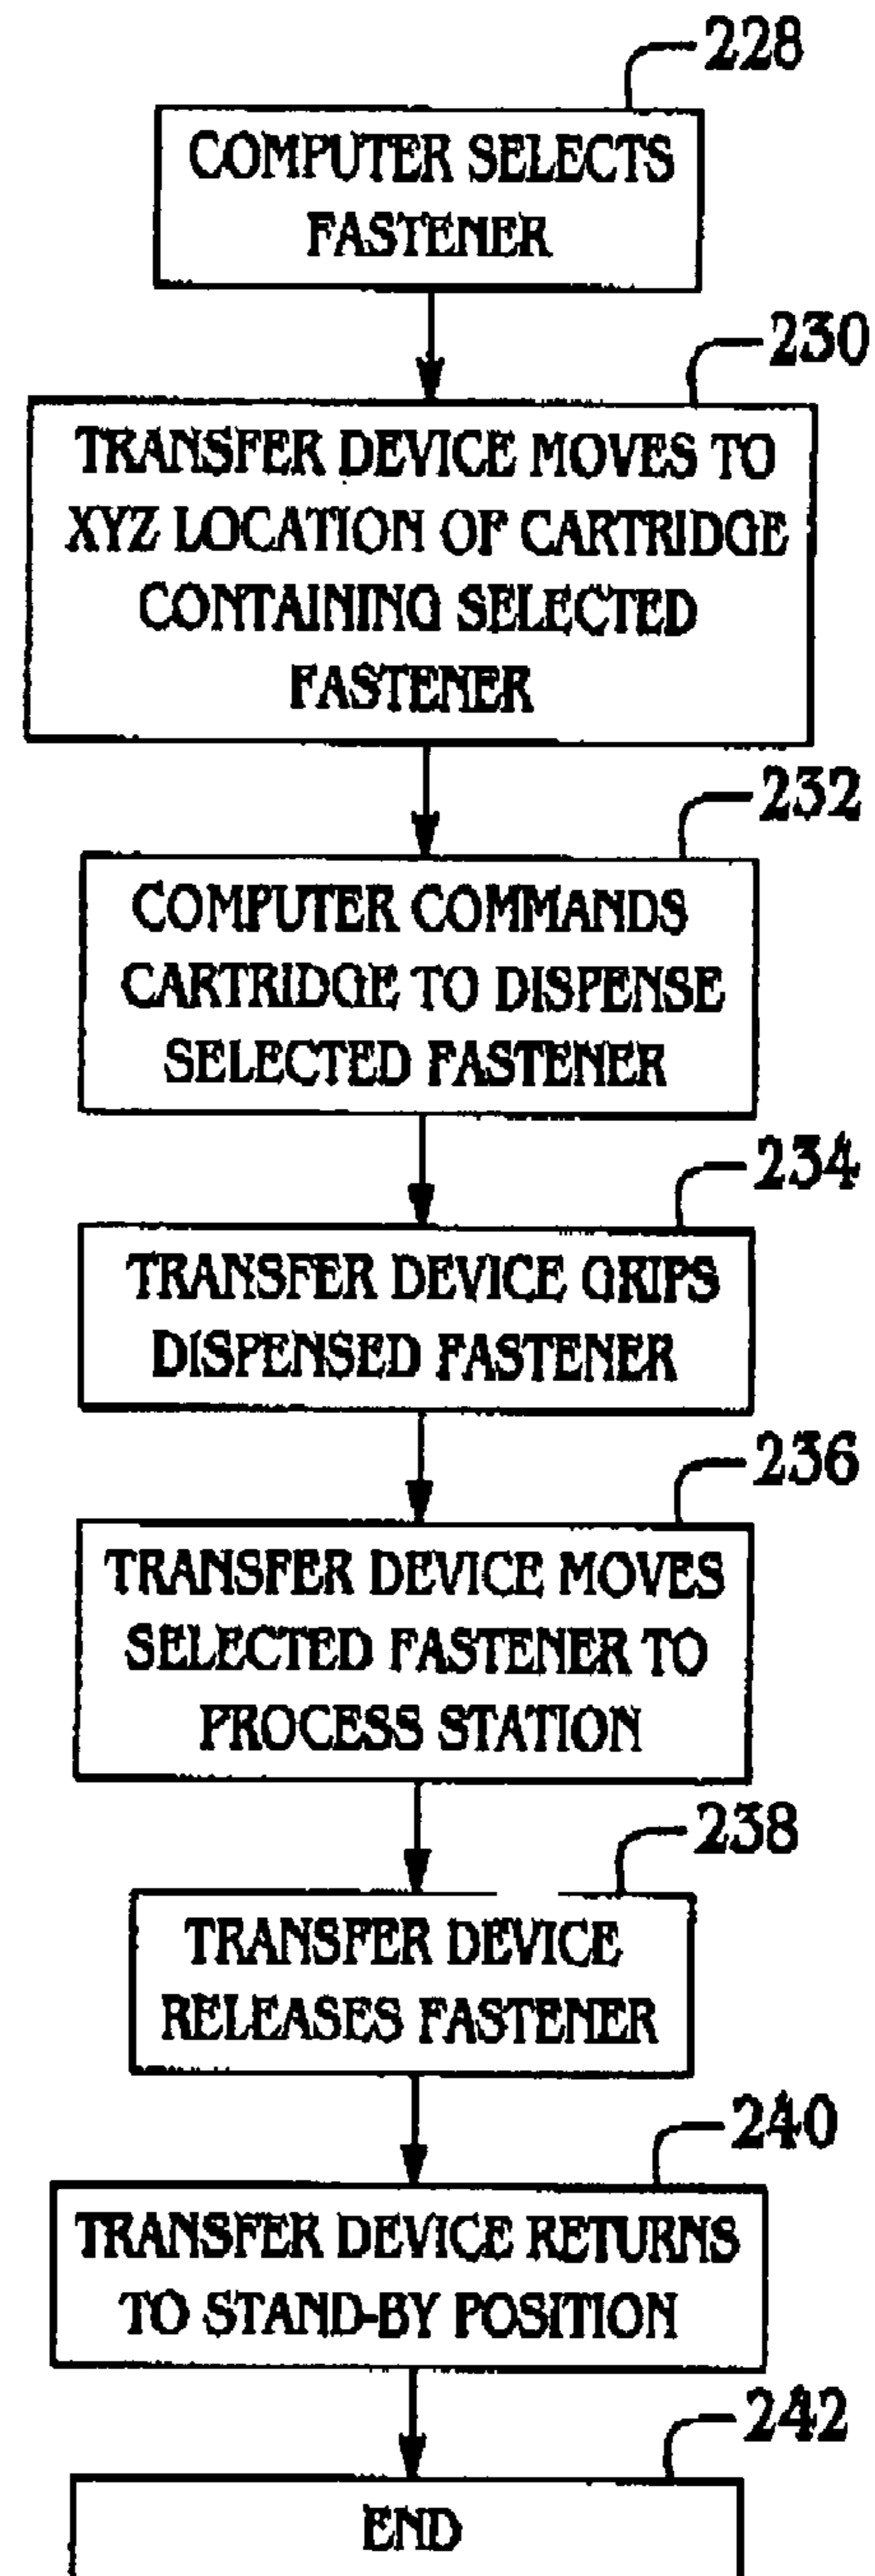 228
COMPUTER SELECTS
FASTENER
230
TRANSFER DEVICE MOVES TO
XYZ LOCATION OF CARTRIDGE
CONTAINING SELECTED
FASTENER
232
COMPUTER COMMANDS
CARTRIDGE TO DISPENSE
SELECTED FASTENER
234
TRANSFER DEVICE GRIPS
DISPENSED FASTENER
236
TRANSFER DEVICE MOVES
SELECTED FASTENER TO
PROCESS STATION
238
TRANSFER DEVICE
RELEASES FASTENER
240
TRANSFER DEVICE RETURNS
TO STAND-BY POSITION
242
END